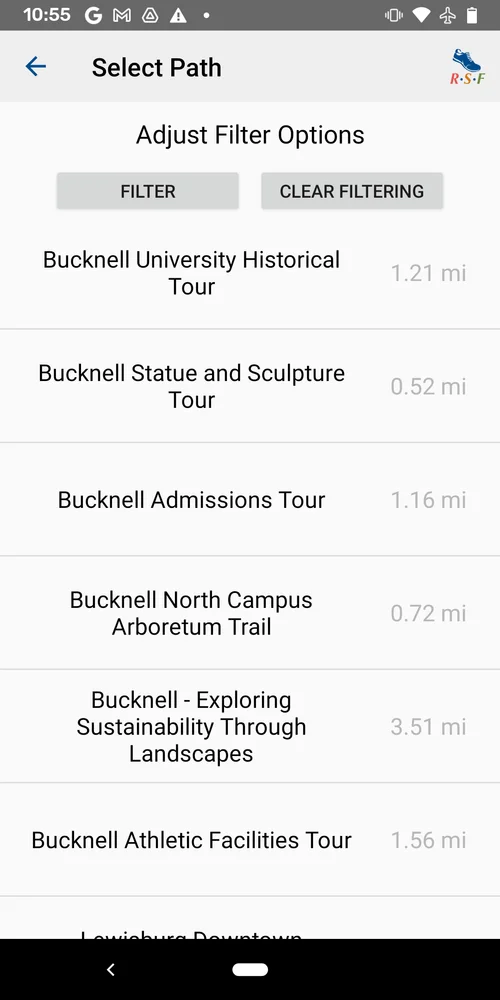 10:55
Select Path
R·S·F
Adjust Filter Options
FILTER
CLEAR FILTERING
Bucknell University Historical
Tour
1.21 mi
Bucknell Statue and Sculpture
Tour
0.52 mi
Bucknell Admissions Tour
1.16 mi
Bucknell North Campus
Arboretum Trail
0.72 mi
Bucknell - Exploring
Sustainability Through
Landscapes
3.51 mi
Bucknell Athletic Facilities Tour
1.56 mi
Lewisburg Downtown